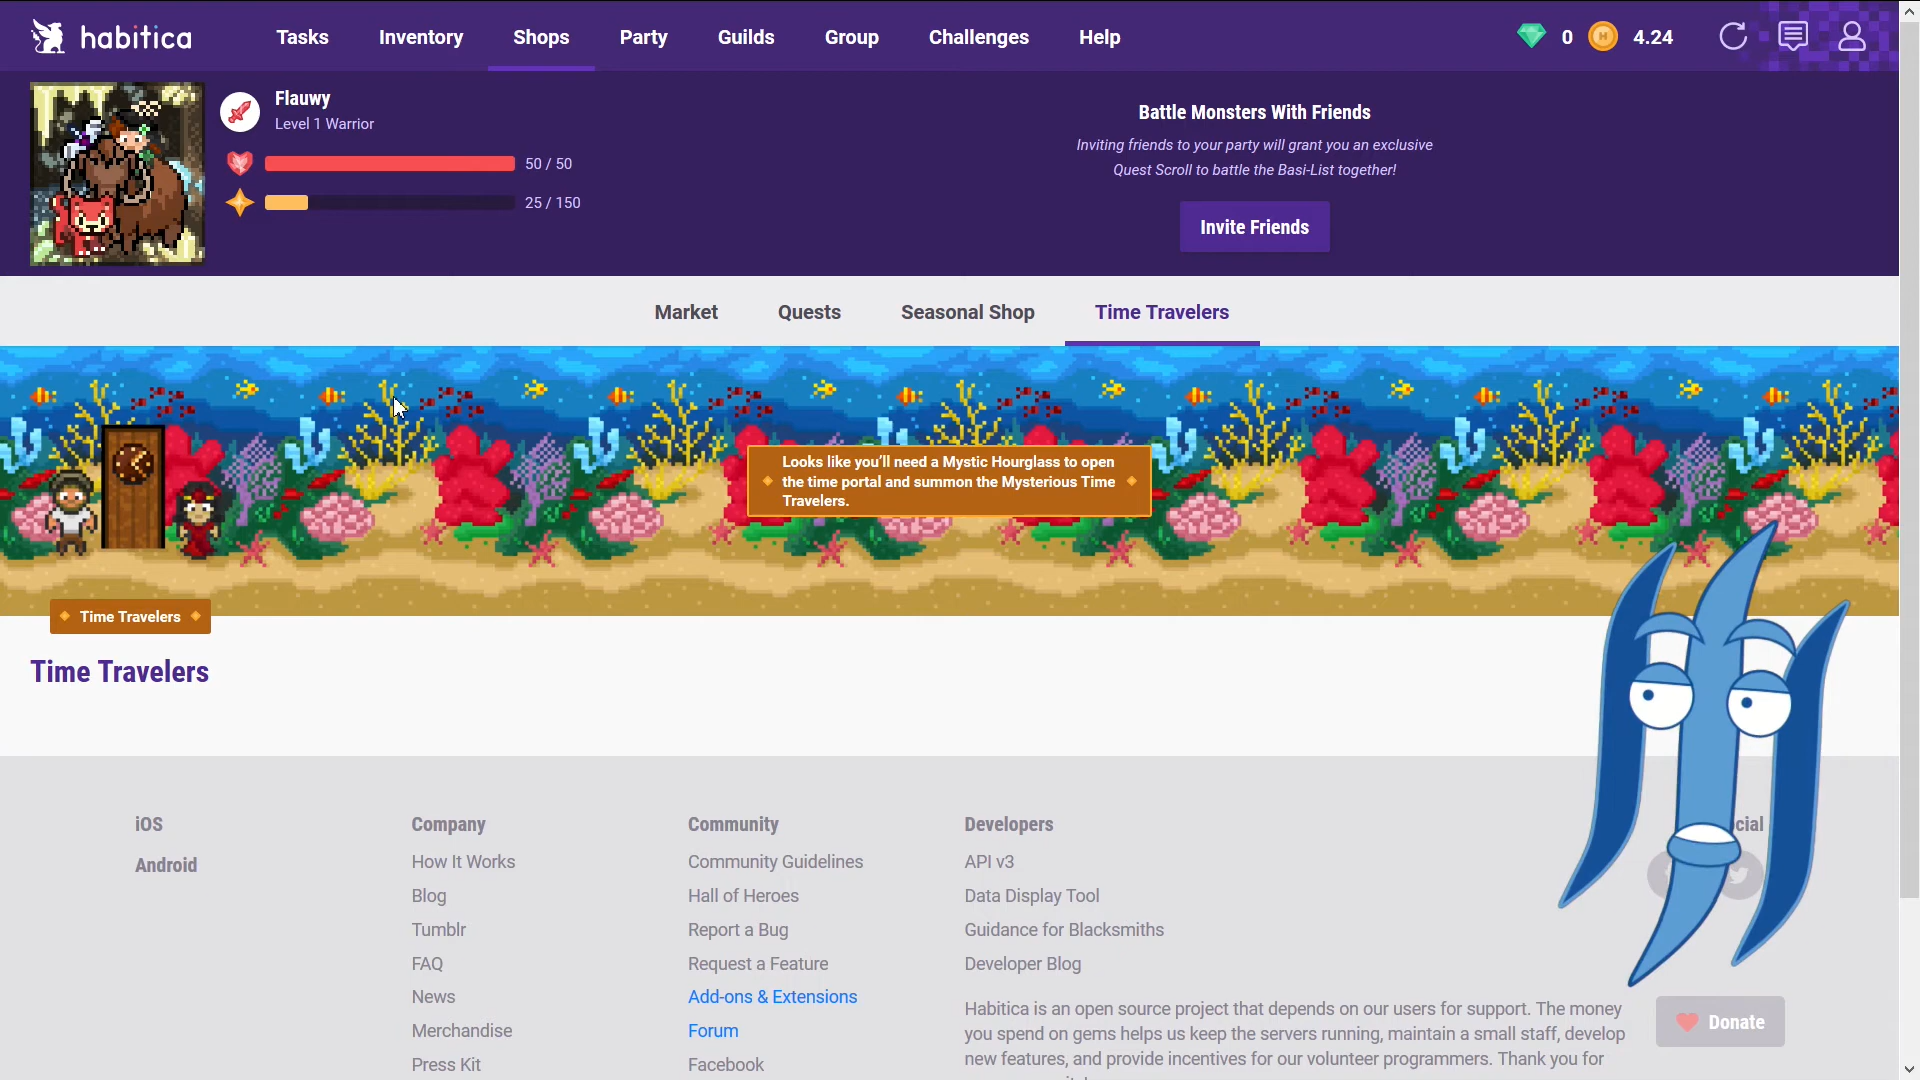 habitica
Tasks
Inventory
Shops
Party
Guilds
Group
Challenges
Help
0
4.24
Flauwy
Level 1 Warrior
50 / 50
25 / 150
Battle Monsters With Friends
Inviting friends to your party will grant you an exclusive
Quest Scroll to battle the Basi-List together!
Invite Friends
Market
Quests
Seasonal Shop
Time Travelers
Looks like you'll need a Mystic Hourglass to open
the time portal and summon the Mysterious Time
Travelers.
Time Travelers
Time Travelers
iOS
Android
Company
How It Works
Blog
Tumblr
FAQ
News
Merchandise
Press Kit
Community
Community Guidelines
Hall of Heroes
Report a Bug
Request a Feature
Add-ons & Extensions
Forum
Facebook
Developers
API v3
Data Display Tool
Guidance for Blacksmiths
Developer Blog
Habitica is an open source project that depends on our users for support. The money
you spend on gems helps us keep the servers running, maintain a small staff, develop
new features, and provide incentives for our volunteer programmers. Thank you for
Donate